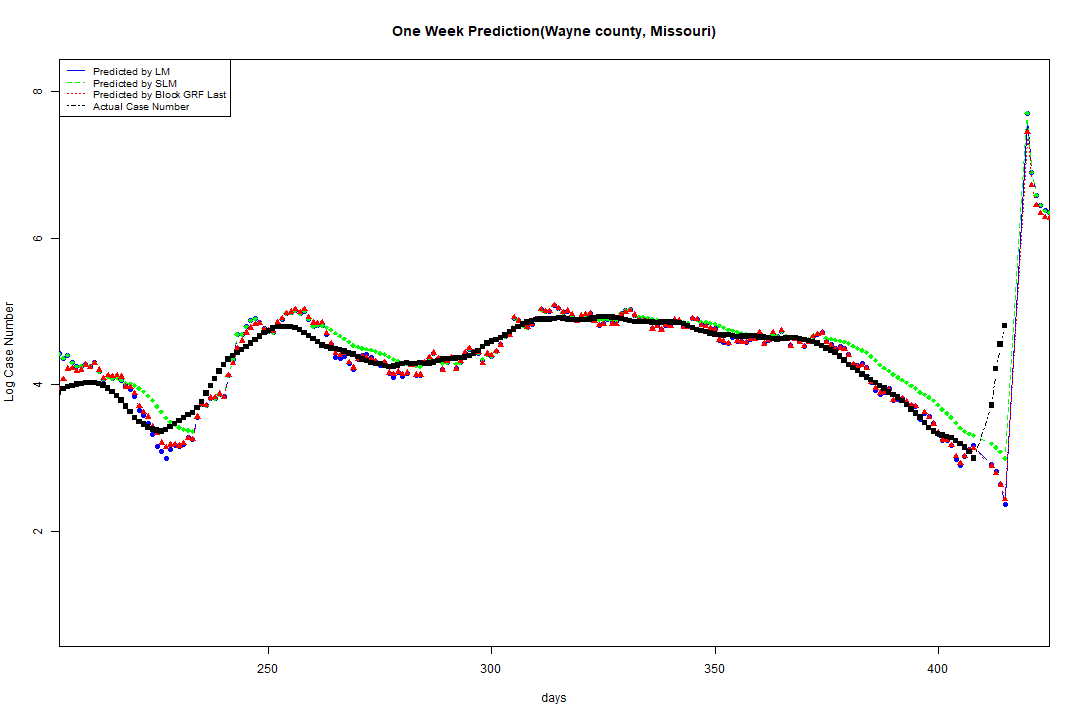 One Week Prediction(Wayne county, Missouri)
Predicted by LM
Predicted by SLM
Predicted by Block GRF Last
Actual Case Number
8
6
4
2
Log Case Number
250
300
350
400
days